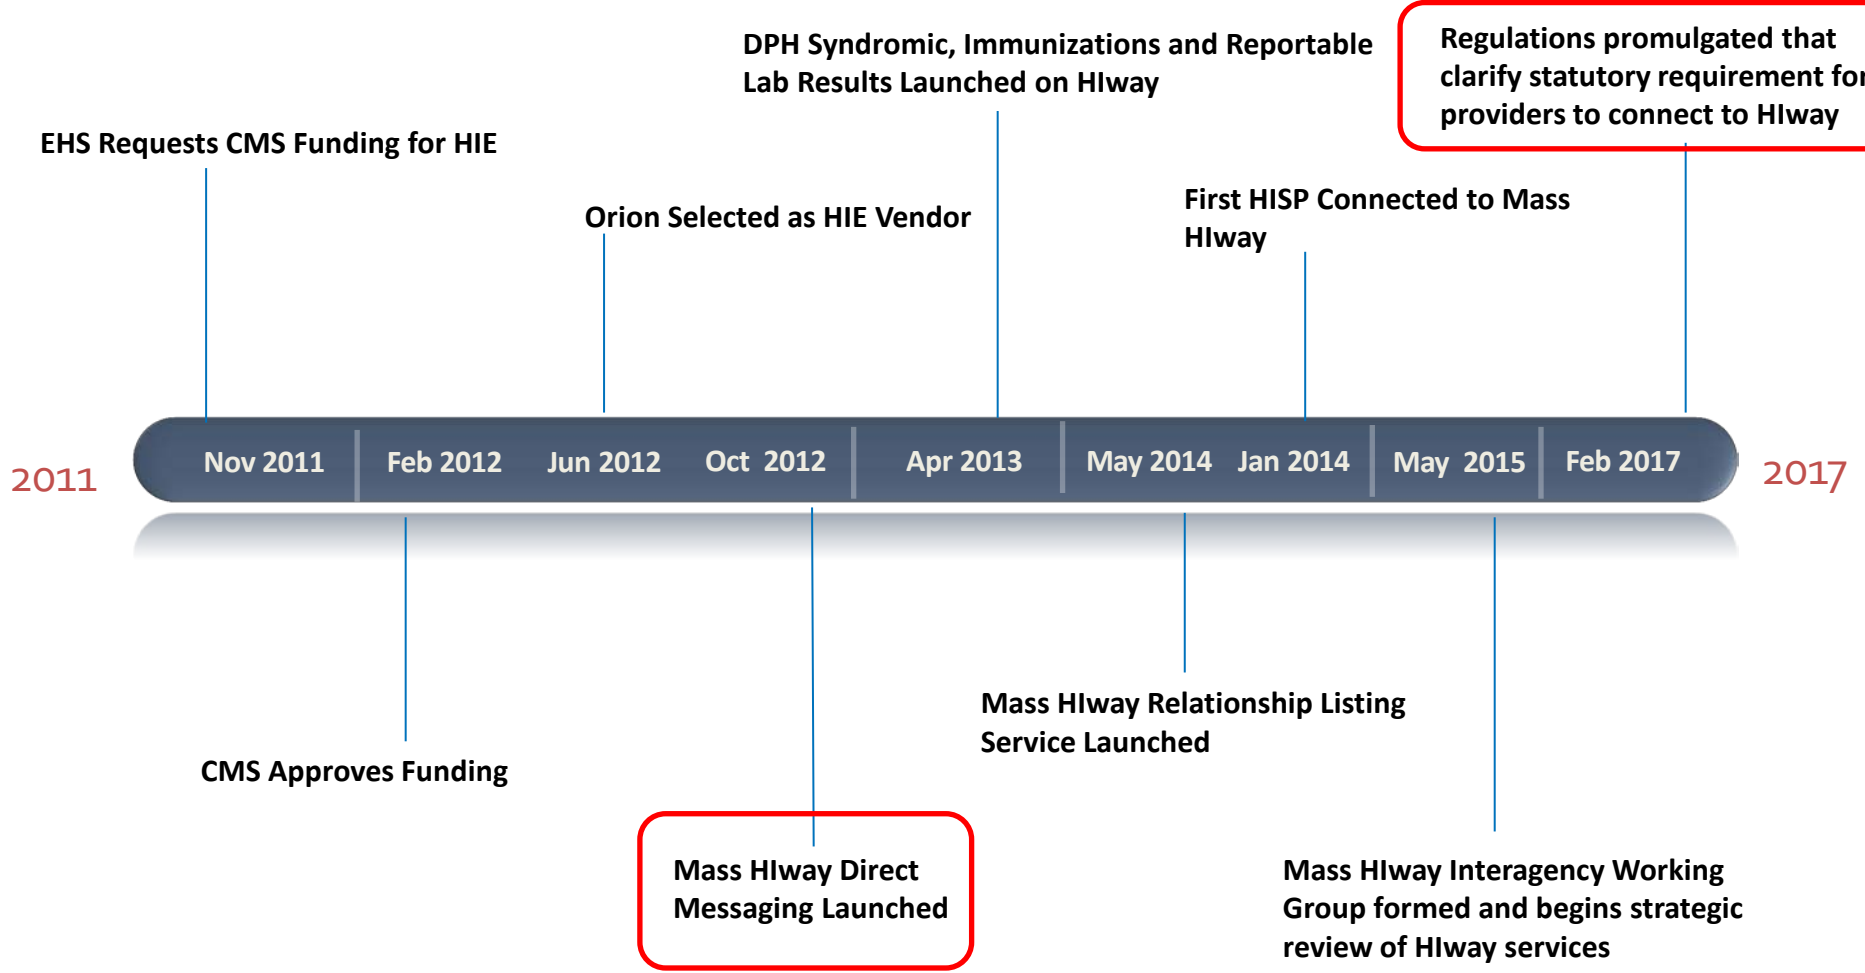 DPH Syndromic, Immunizations and Reportable
Lab Results Launched on HIway
Regulations promulgated that
clarify statutory requirement for
providers to connect to HIway
EHS Requests CMS Funding for HIE
Orion Selected as HIE Vendor
First HISP Connected to Mass
HIway
2011
Nov 2011
Feb 2012
Jun 2012
Oct 2012
Apr 2013
May 2014
Jan 2014
May 2015
Feb 2017
2017
Mass HIway Relationship Listing
Service Launched
CMS Approves Funding
Mass HIway Direct
Messaging Launched
Mass HIway Interagency Working
Group formed and begins strategic
review of HIway services